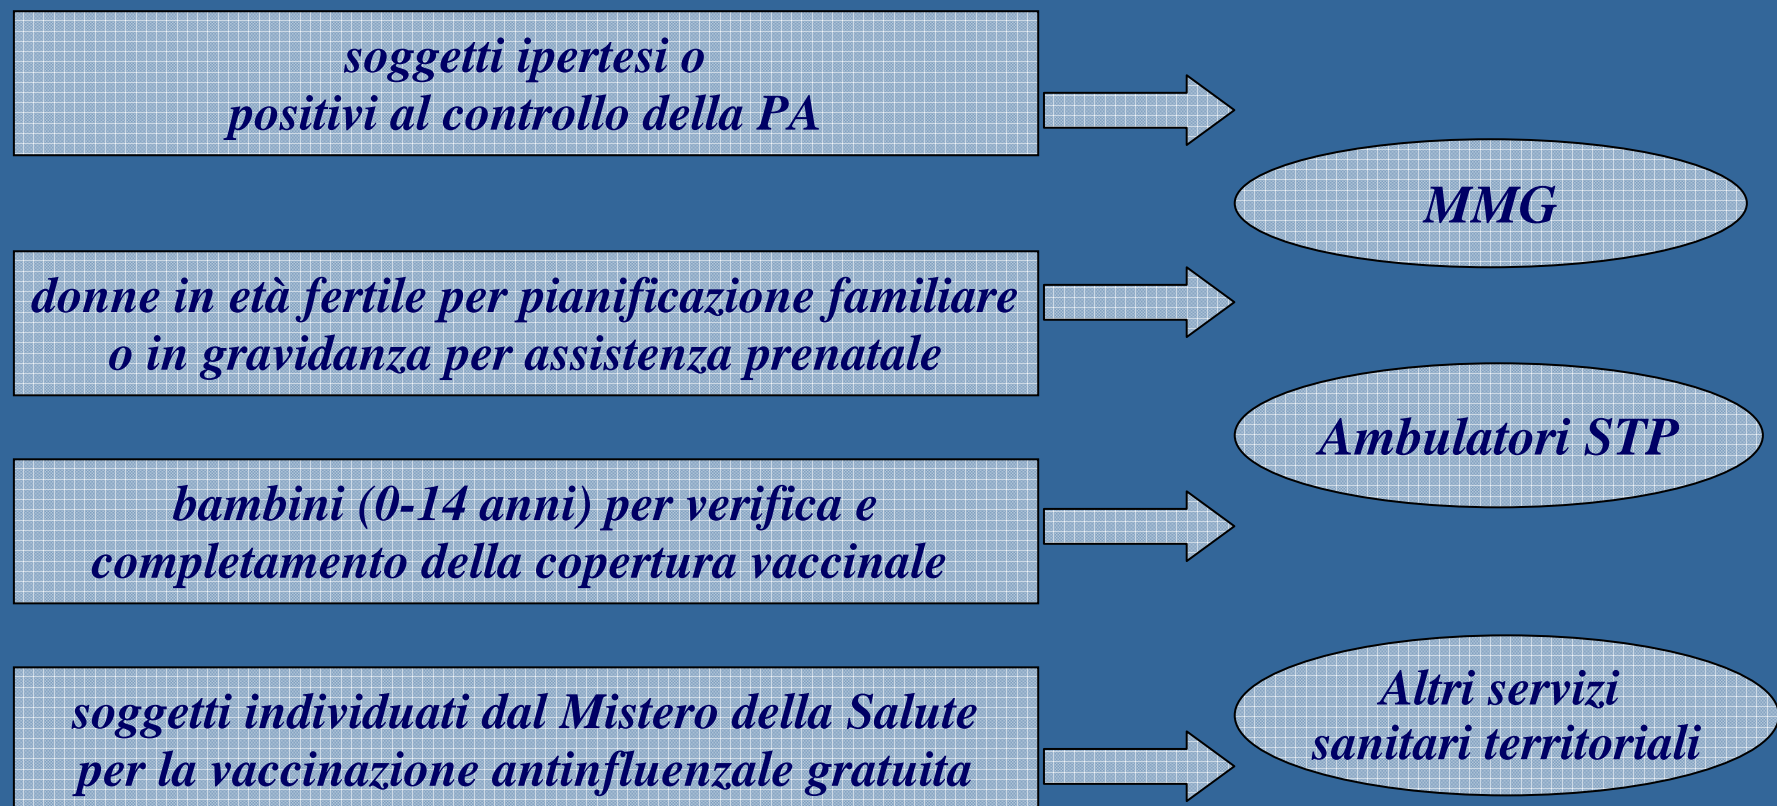 soggetti ipertesi o
positivi al controllo della PA
MMG
donne in età fertile per pianificazione familiare
o in gravidanza per assistenza prenatale
Ambulatori STP
bambini (0-14 anni) per verifica e
completamento della copertura vaccinale
soggetti individuati dal Mistero della Salute
per la vaccinazione antinfluenzale gratuita
Altri servizi
sanitari territoriali